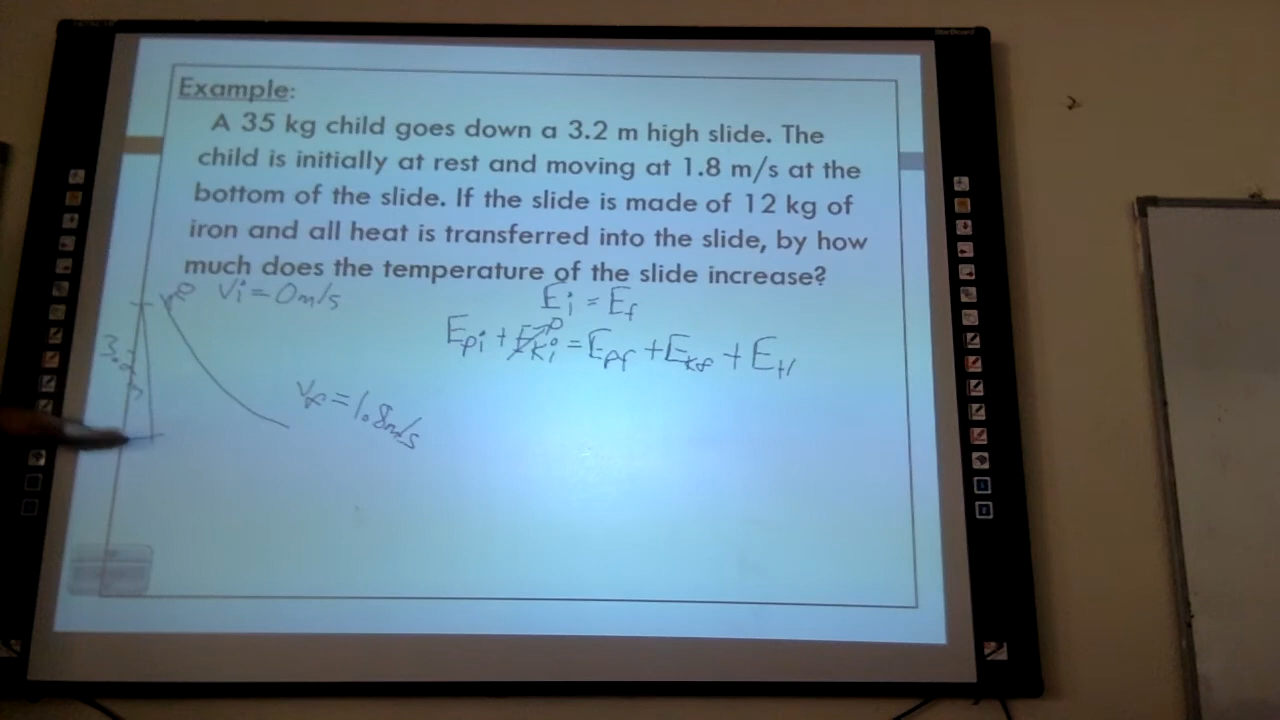 StarBoard
Example:
A 35 kg child goes down a 3.2 m high slide. The
child is initially at rest and moving at 1.8 m/s at the
bottom of the slide. If the slide is made of 12 kg of
iron and all heat is transferred into the slide, by how
much does the temperature of the slide increase?
Vi = 0m/s
Ei = Ef
Epi + Eki = Epf + Ekf + EH
3.2m
Vf = 1.8m/s